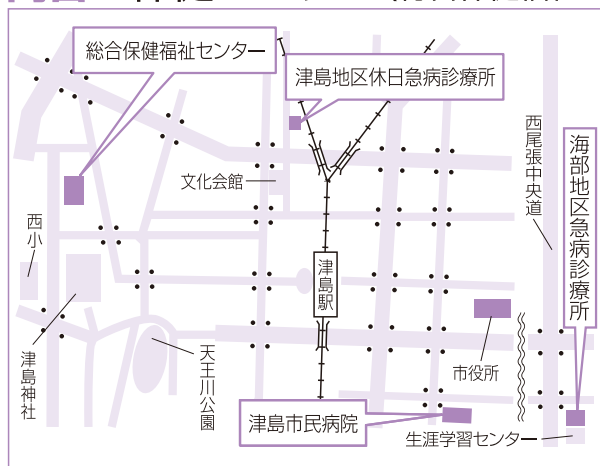 総合保健福祉センター
津島地区休日急病診療所
西尾張中央道
海部地区急病診療所
文化会館
西小
津島駅
津島神社
天王川公園
市役所
津島市民病院
生涯学習センター